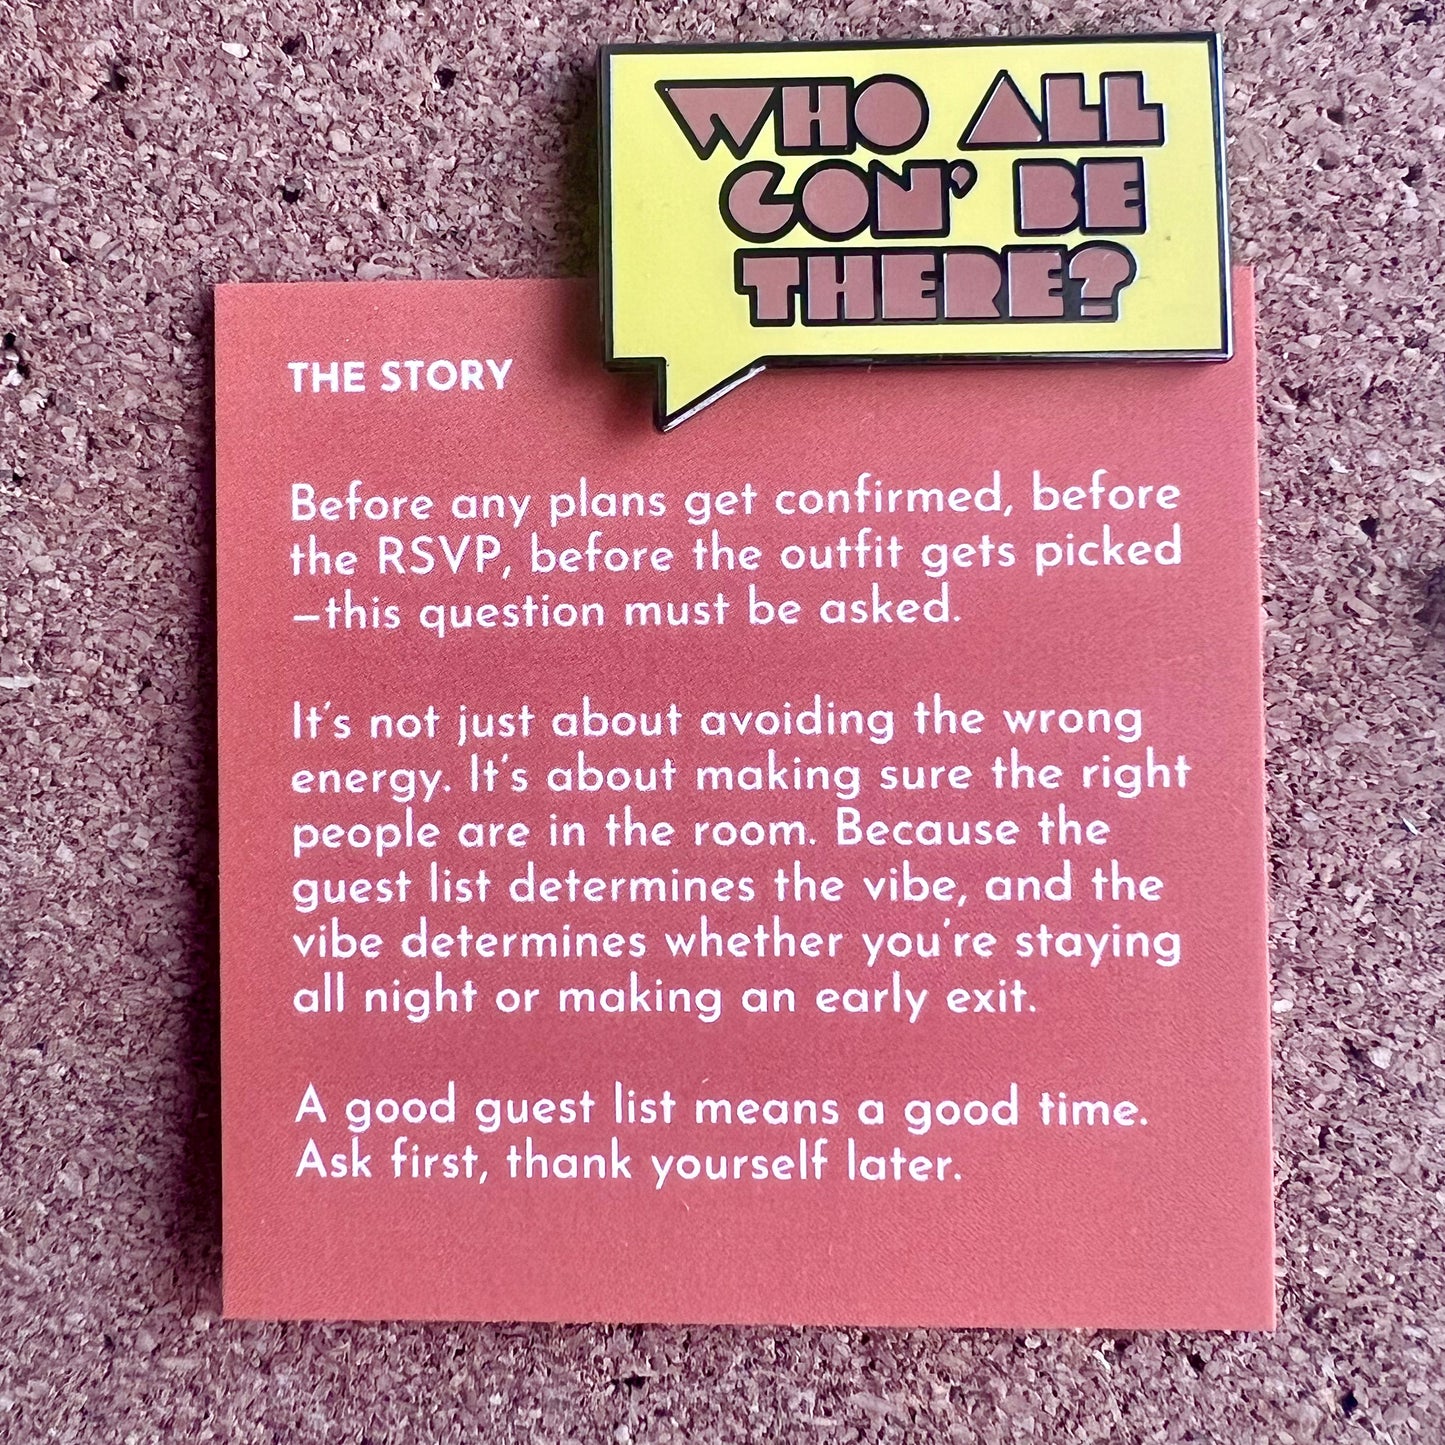 WHO ALL
GON' BE
THERE?
THE STORY
Before any plans get confirmed, before
the RSVP, before the outfit gets picked
—this question must be asked.
It's not just about avoiding the wrong
energy. It's about making sure the right
people are in the room. Because the
guest list determines the vibe, and the
vibe determines whether you're staying
all night or making an early exit.
A good guest list means a good time.
Ask first, thank yourself later.